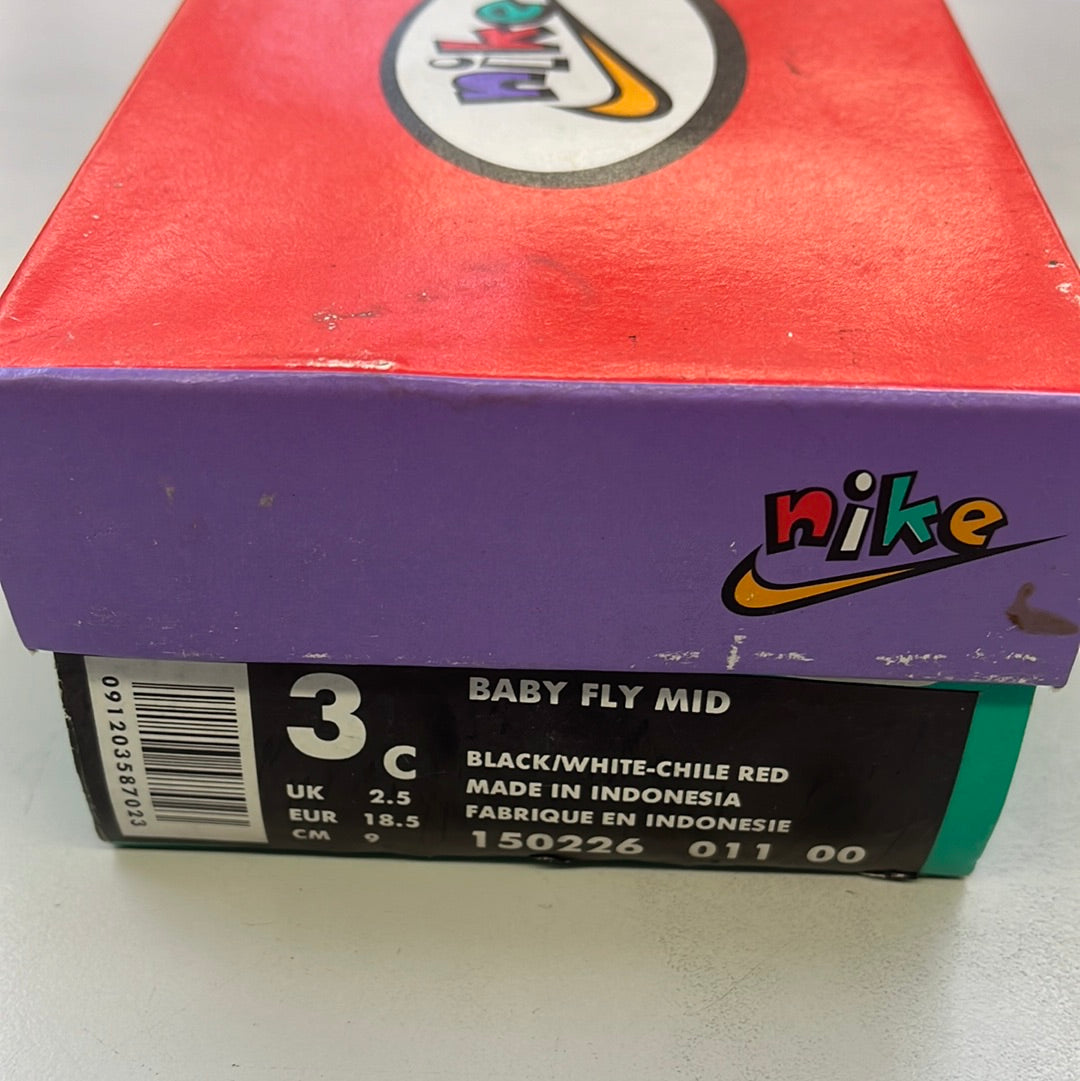 nike
nike
3 C
UK 2.5
EUR 18.5
CM 9
BABY FLY MID
BLACK/WHITE-CHILE RED
MADE IN INDONESIA
FABRIQUE EN INDONESIE
150226 011 00
091203587023